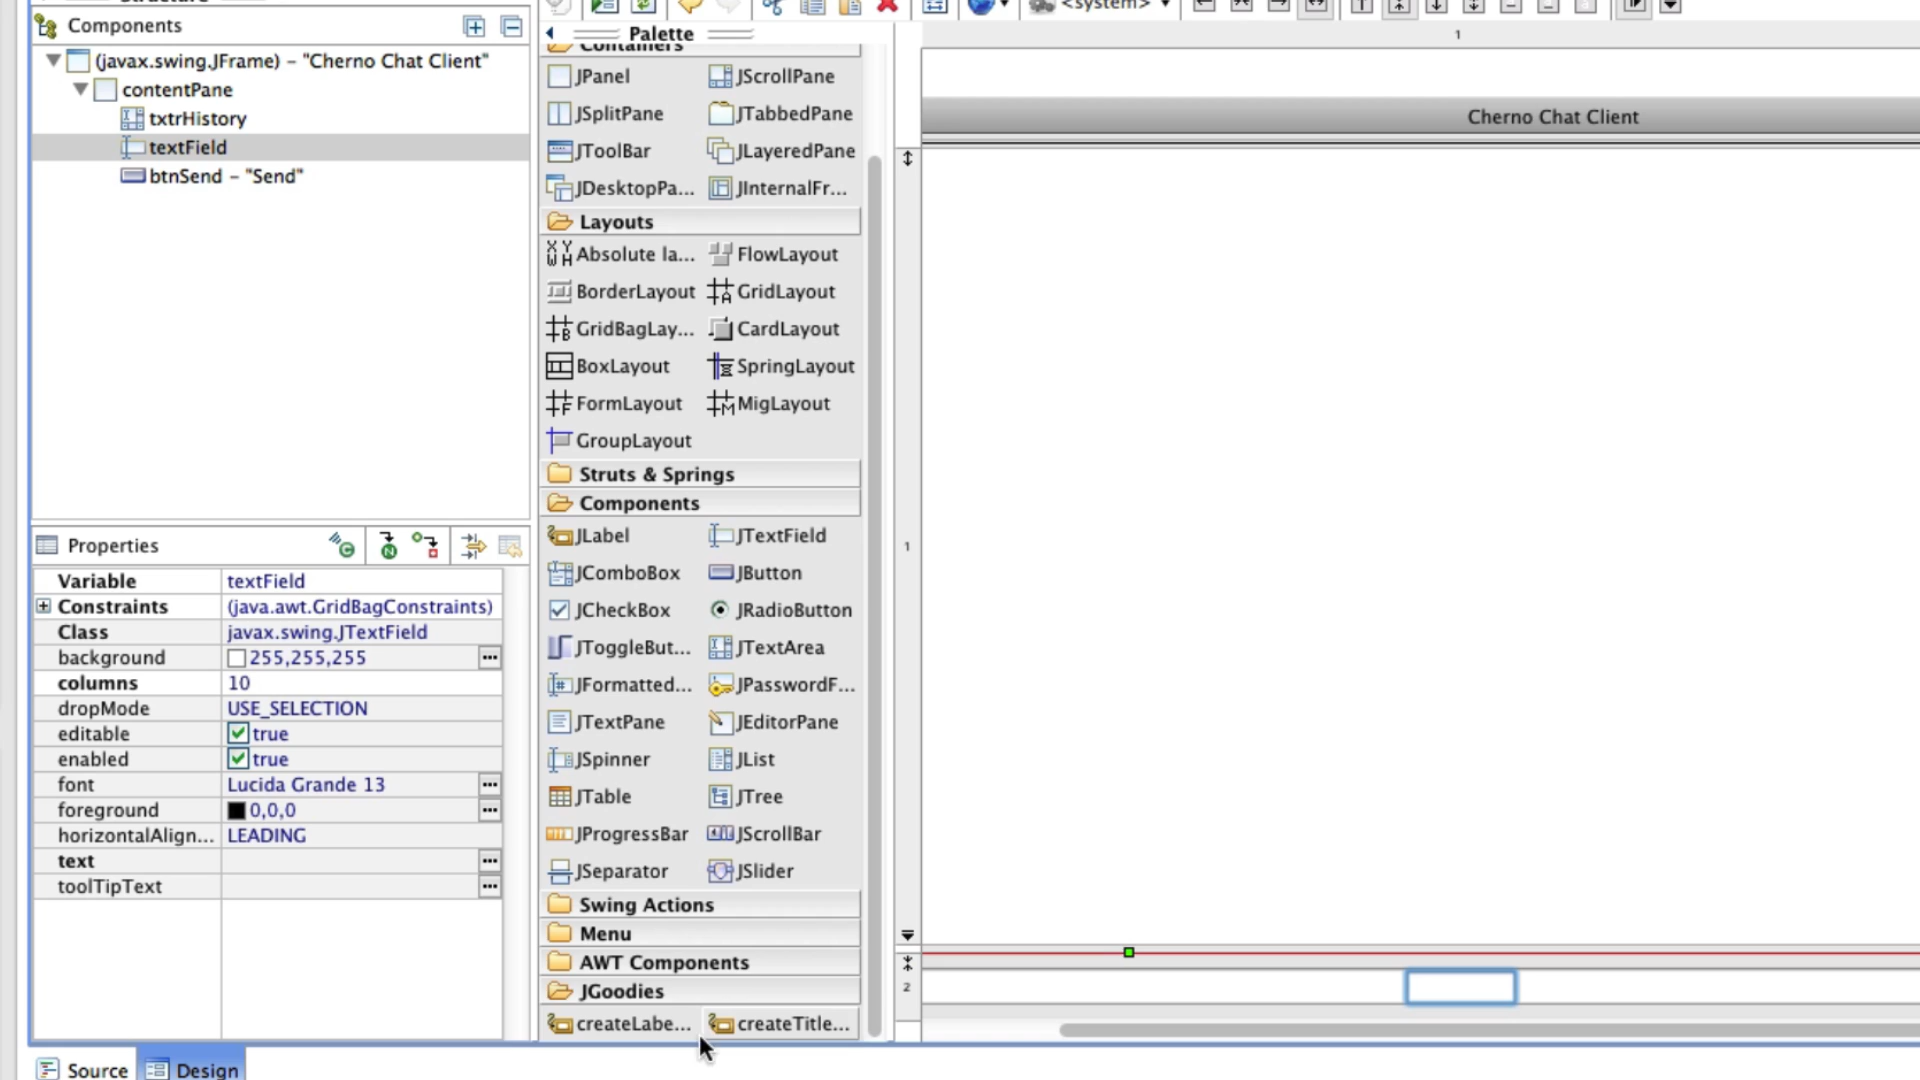 Structure
Components
(javax.swing.JFrame) – "Cherno Chat Client"
contentPane
txtrHistory
textField
btnSend – "Send"
Properties
Variable textField
Constraints (java.awt.GridBagConstraints)
Class javax.swing.JTextField
background 255,255,255
columns 10
dropMode USE_SELECTION
editable true
enabled true
font Lucida Grande 13
foreground 0,0,0
horizontalAlign... LEADING
text
toolTipText
Source Design
Palette
Containers
JPanel JScrollPane
JSplitPane JTabbedPane
JToolBar JLayeredPane
JDesktopPa... JInternalFr...
Layouts
Absolute la... FlowLayout
BorderLayout GridLayout
GridBagLay... CardLayout
BoxLayout SpringLayout
FormLayout MigLayout
GroupLayout
Struts & Springs
Components
JLabel JTextField
JComboBox JButton
JCheckBox JRadioButton
JToggleBut... JTextArea
JFormatted... JPasswordF...
JTextPane JEditorPane
JSpinner JList
JTable JTree
JProgressBar JScrollBar
JSeparator JSlider
Swing Actions
Menu
AWT Components
JGoodies
createLabe... createTitle...
<system>
1
Cherno Chat Client
1
2